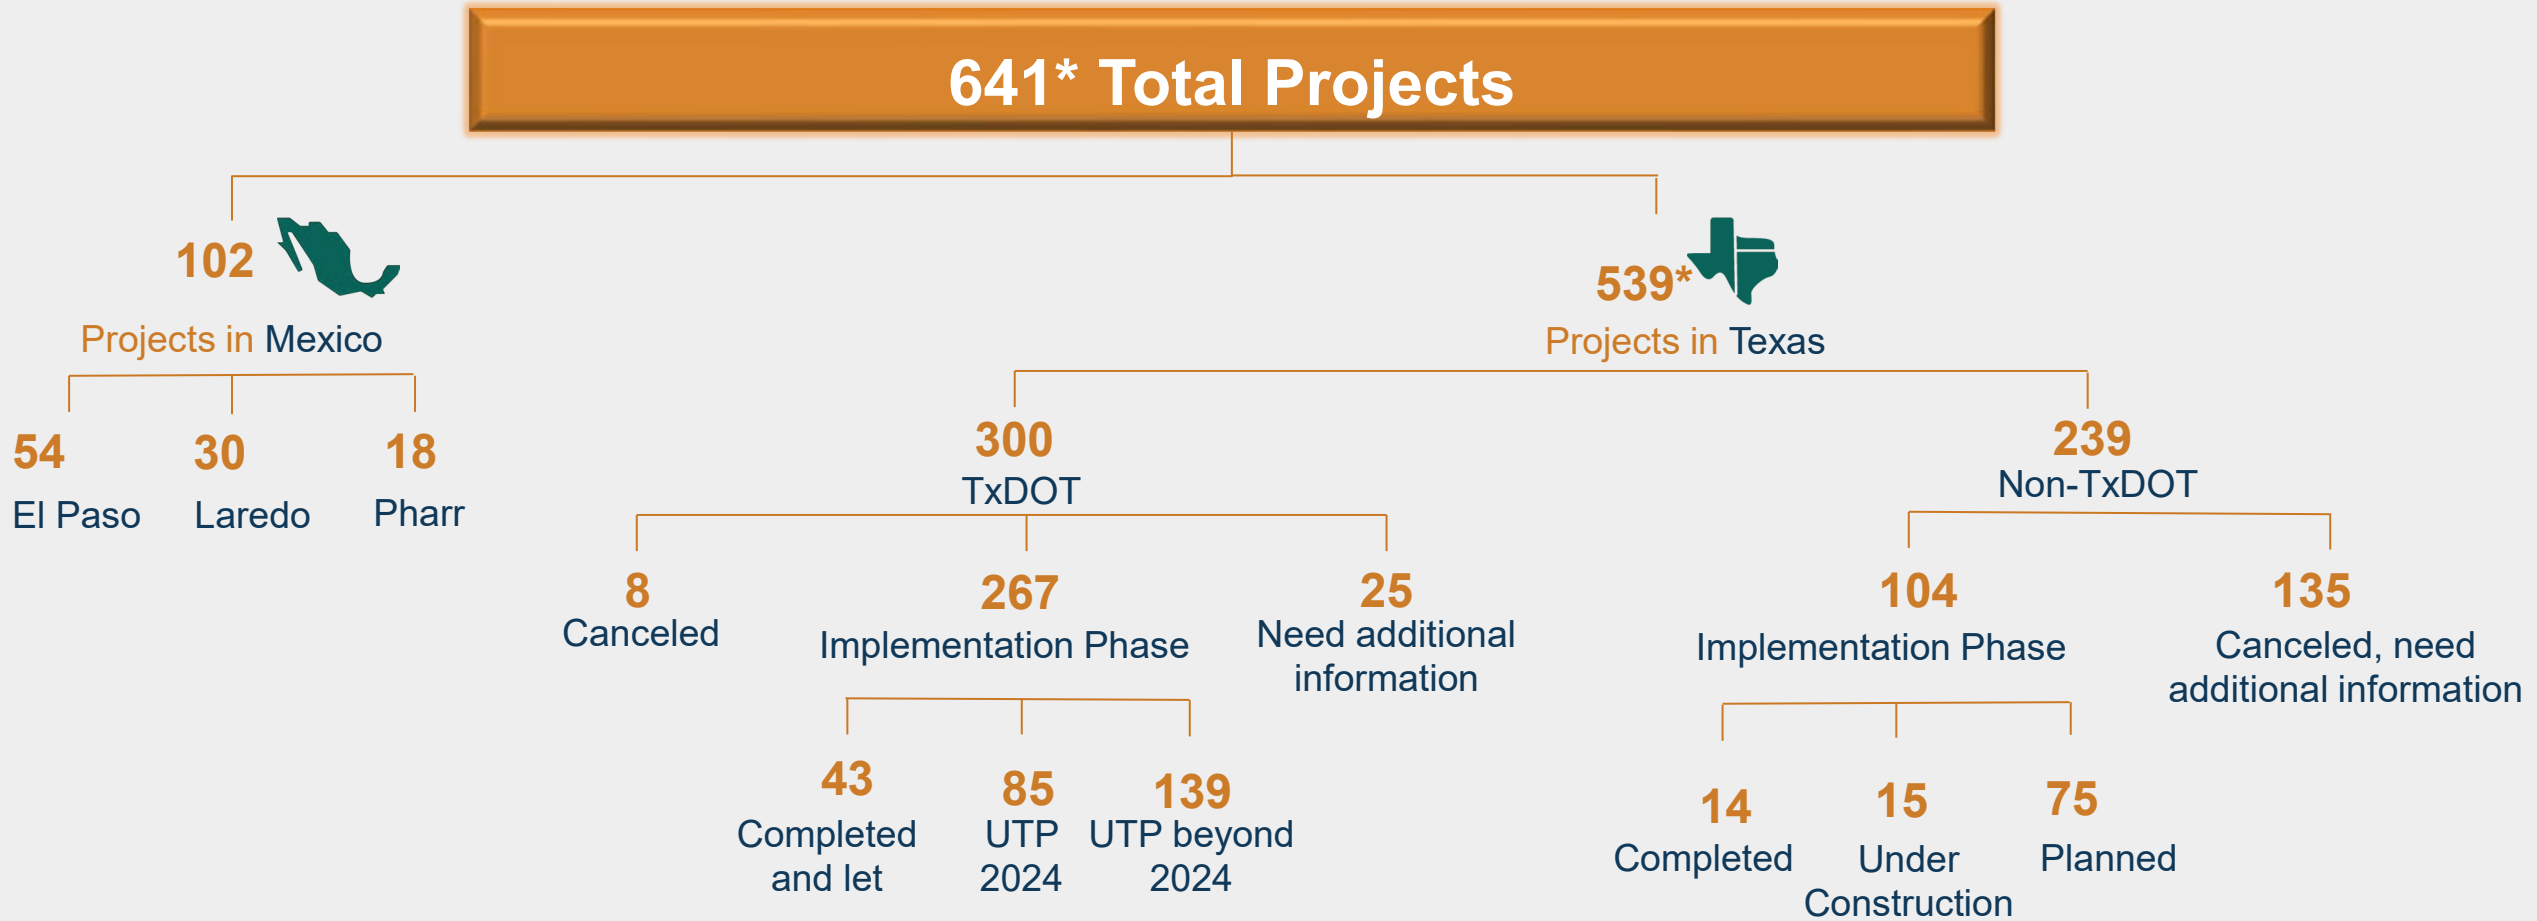 641* Total Projects
102
Projects in Mexico
54
El Paso
30
Laredo
18
Pharr
539*
Projects in Texas
300
TxDOT
8
Canceled
267
Implementation Phase
43
Completed
and let
85
UTP
2024
139
UTP beyond
2024
25
Need additional
information
239
Non-TxDOT
104
Implementation Phase
14
Completed
15
Under
Construction
75
Planned
135
Canceled, need
additional information